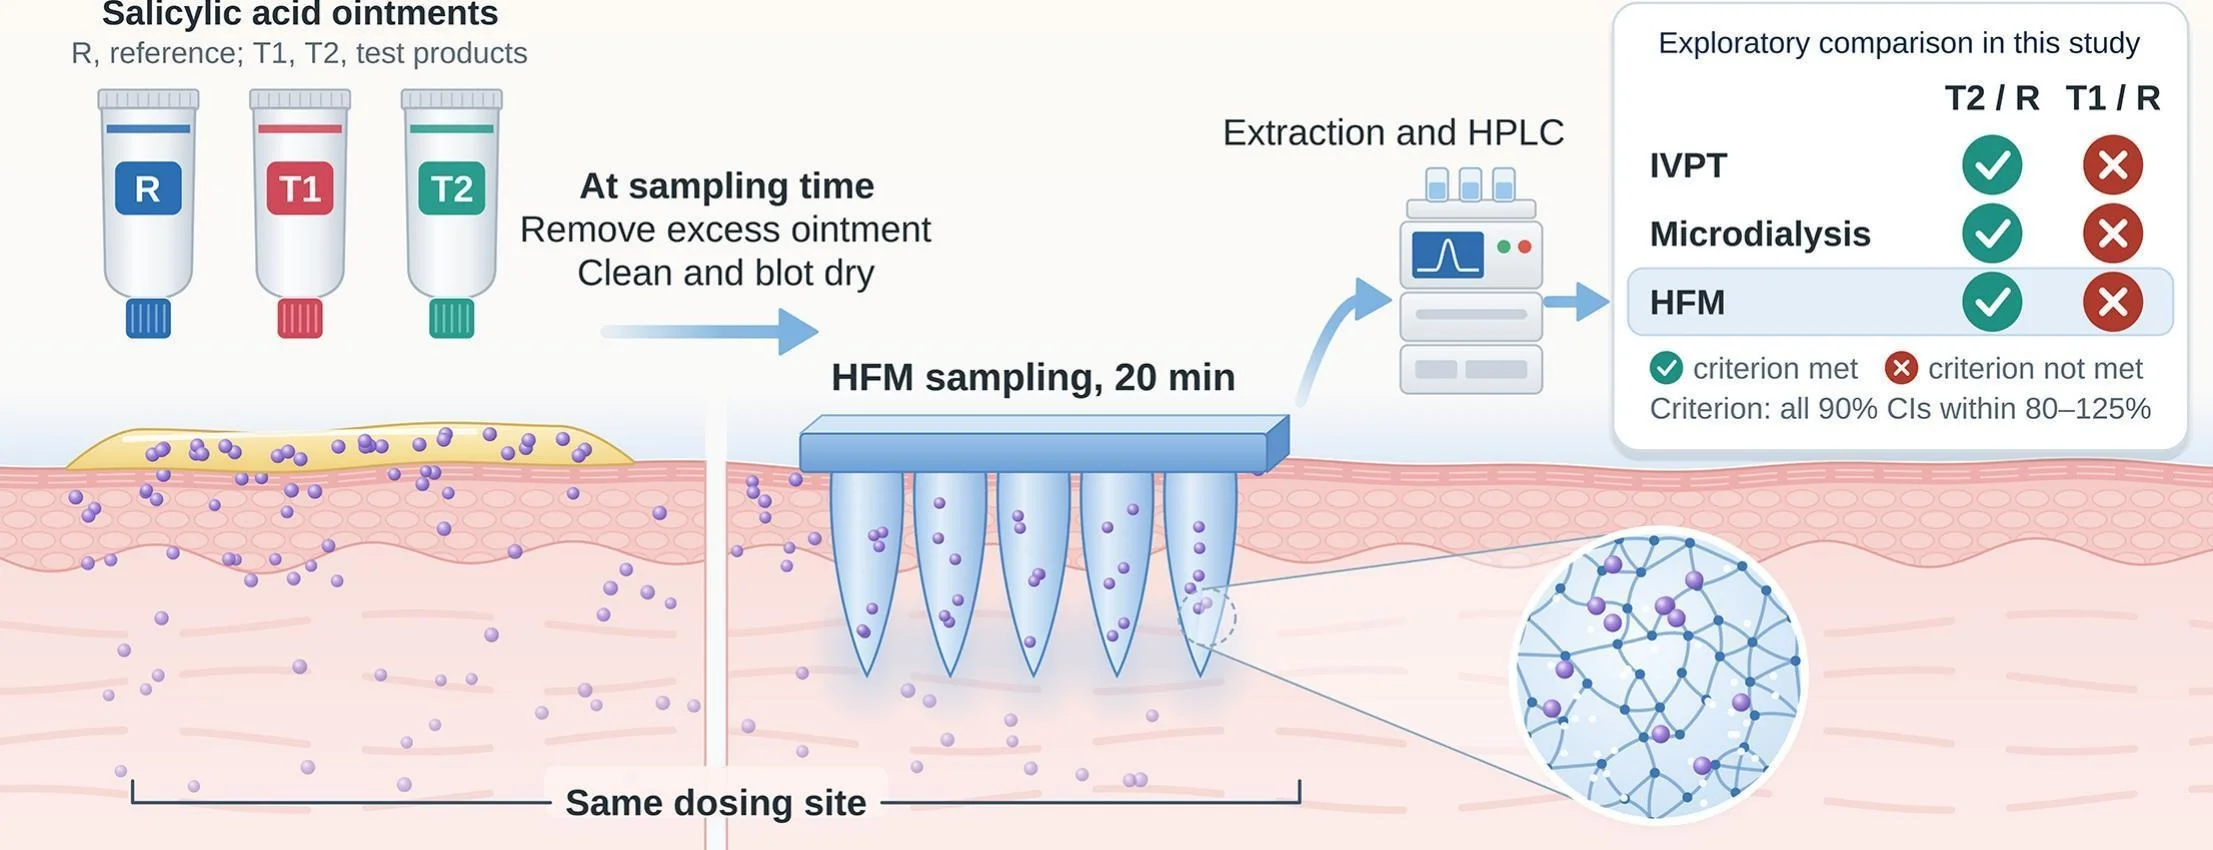 Salicylic acid ointments
R, reference; T1, T2, test products
R
T1
T2
At sampling time
Remove excess ointment
Clean and blot dry
HFM sampling, 20 min
Extraction and HPLC
Exploratory comparison in this study
T2 / R T1 / R
IVPT
Microdialysis
HFM
criterion met criterion not met
Criterion: all 90% CIs within 80–125%
Same dosing site